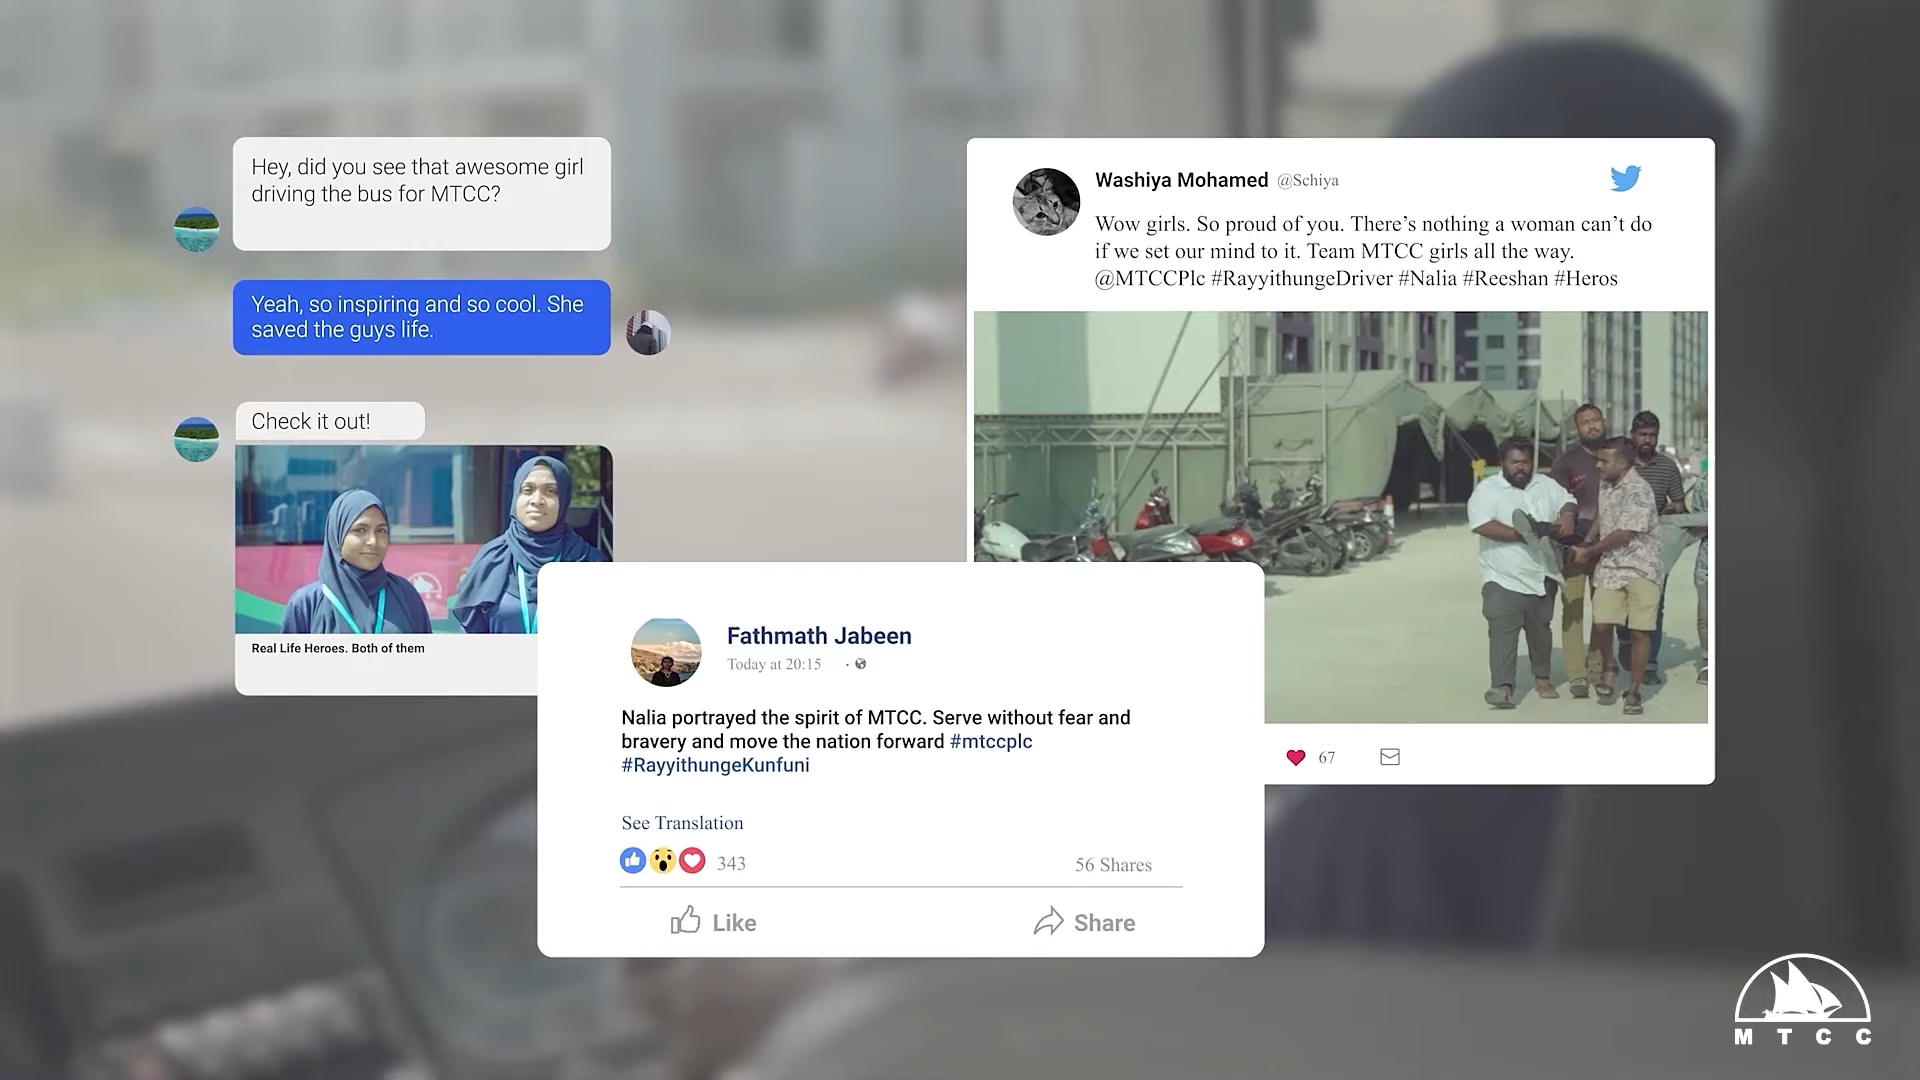 Hey, did you see that awesome girl
driving the bus for MTCC?
Yeah, so inspiring and so cool. She
saved the guys life.
Check it out!
Real Life Heroes. Both of them
Washiya Mohamed @Schiya
Wow girls. So proud of you. There's nothing a woman can't do
if we set our mind to it. Team MTCC girls all the way.
@MTCCPlc #RayyithungeDriver #Nalia #Reeshan #Heros
67
Fathmath Jabeen
Today at 20:15
Nalia portrayed the spirit of MTCC. Serve without fear and
bravery and move the nation forward #mtccplc
#RayyithungeKunfuni
See Translation
343
56 Shares
Like
Share
MTCC